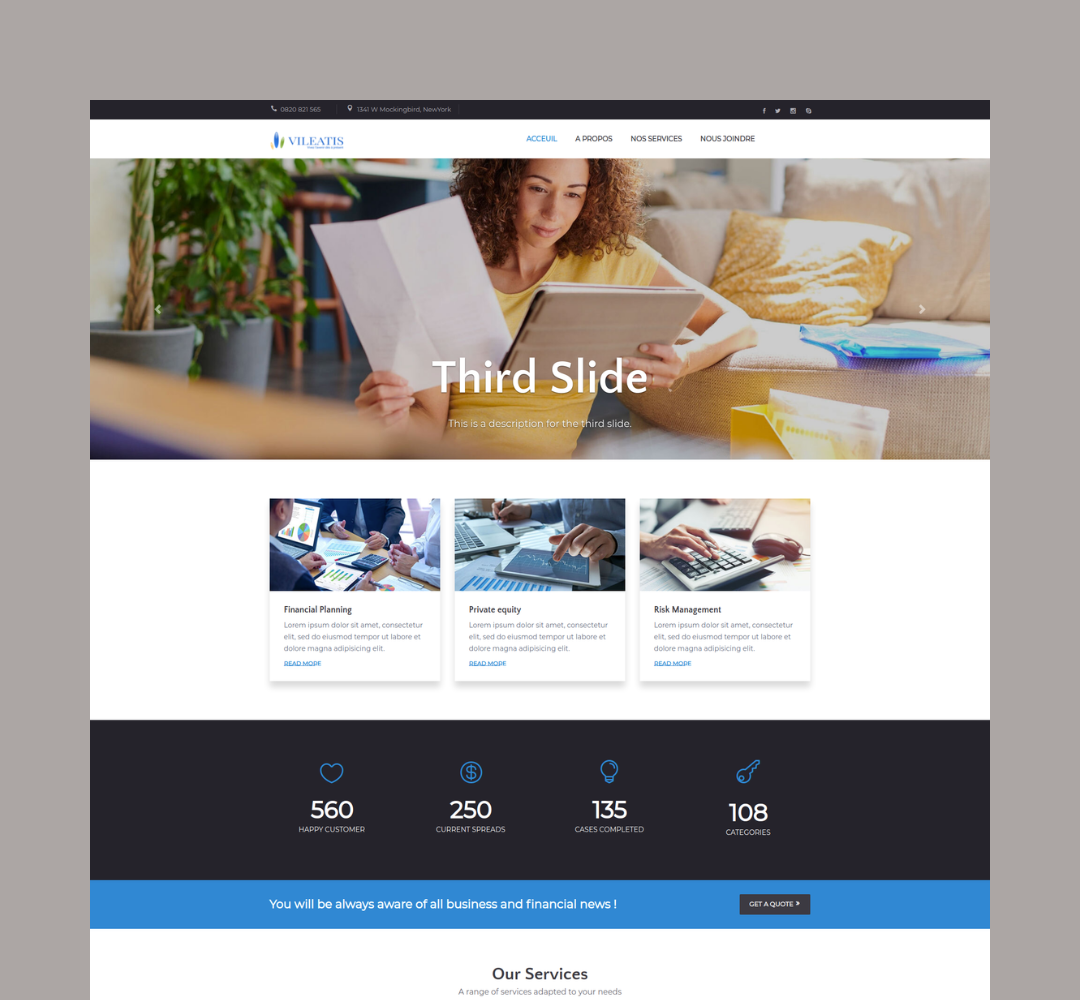 0820 821 565
1341 W Mockingbird, NewYork
VILEATIS
ACCEUIL
A PROPOS
NOS SERVICES
NOUS JOINDRE
Third Slide
This is a description for the third slide.
Financial Planning
Lorem ipsum dolor sit amet, consectetur
elit, sed do eiusmod tempor ut labore et
dolore magna adipisicing elit.
READ MORE
Private equity
Lorem ipsum dolor sit amet, consectetur
elit, sed do eiusmod tempor ut labore et
dolore magna adipisicing elit.
READ MORE
Risk Management
Lorem ipsum dolor sit amet, consectetur
elit, sed do eiusmod tempor ut labore et
dolore magna adipisicing elit.
READ MORE
560
HAPPY CUSTOMER
250
CURRENT SPREADS
135
CASES COMPLETED
108
CATEGORIES
You will be always aware of all business and financial news !
GET A QUOTE
Our Services
A range of services adapted to your needs